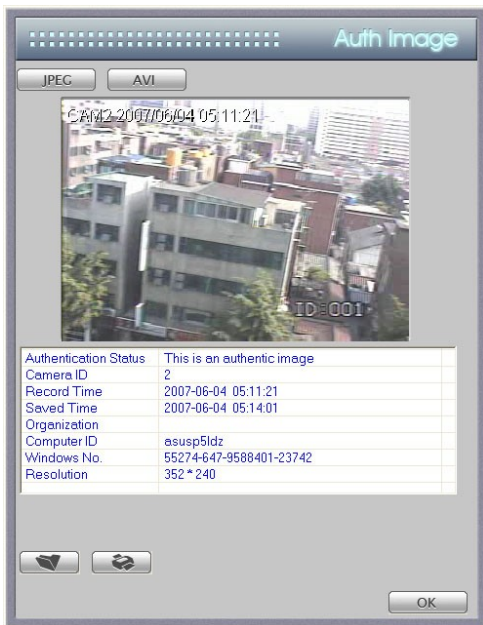 Auth Image
JPEG AVI
CAM2 2007/06/04 05:11:21
ID:001
Authentication Status This is an authentic image
Camera ID 2
Record Time 2007-06-04 05:11:21
Saved Time 2007-06-04 05:14:01
Organization
Computer ID asusp5ldz
Windows No. 55274-647-9588401-23742
Resolution 352 * 240
OK